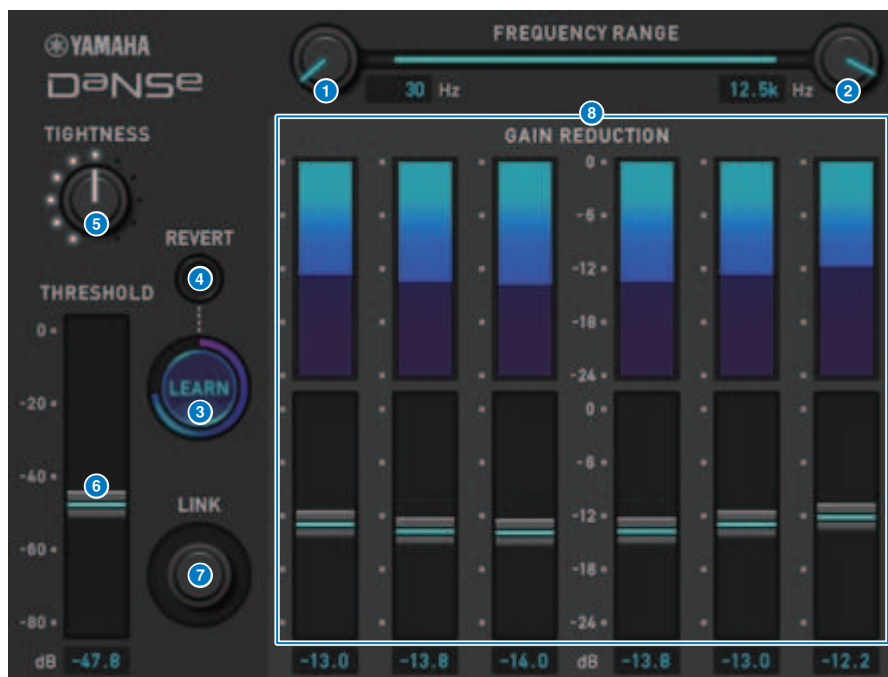 YAMAHA
DaNSe
FREQUENCY RANGE
1
2
30 Hz
12.5k Hz
8
TIGHTNESS
5
GAIN REDUCTION
0
-6
-12
-18
-24
REVERT
4
THRESHOLD
0
-20
-40
-60
-80
LEARN
3
6
LINK
7
0
-6
-12
-18
-24
dB -47.8
-13.0 -13.8 -14.0 dB -13.8 -13.0 -12.2